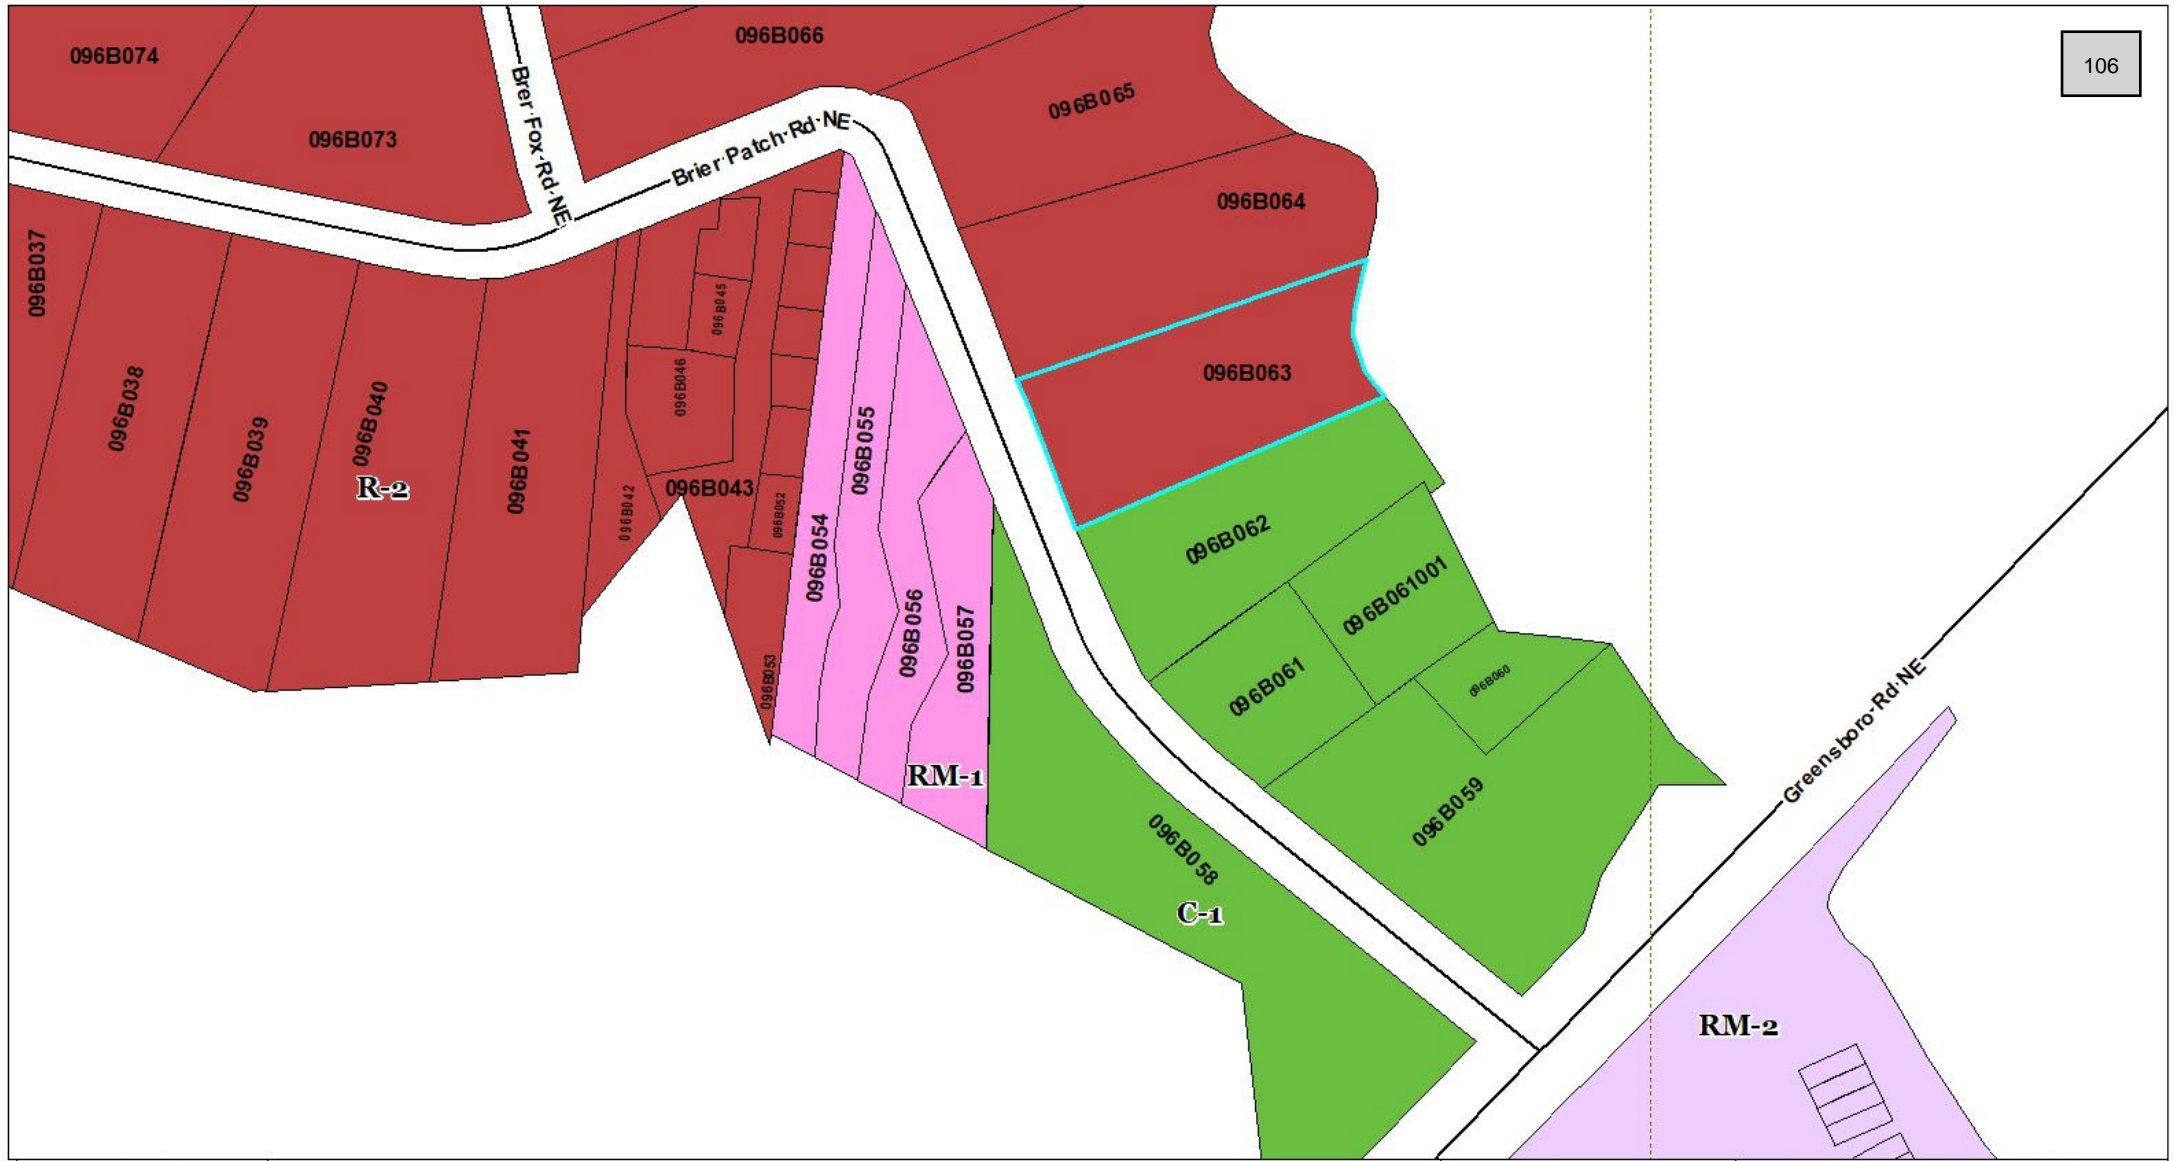 096B074
096B066
106
096B065
096B073
Brer Fox Rd NE
Brier Patch Rd NE
096B064
096B037
096B045
096B063
096B038
096B039
096B040
096B046
096B041
096B055
R-2
096B043
096B042
096B052
096B054
096B062
096B061001
096B056
096B057
096B053
096B061
096B060
Greensboro Rd NE
RM-1
096B059
096B058
C-1
RM-2